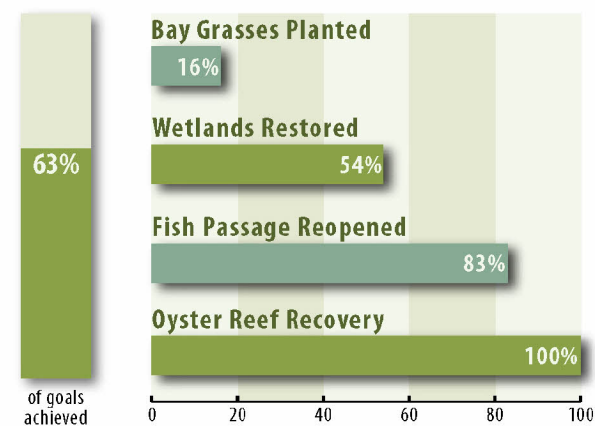 Bay Grasses Planted
16%
Wetlands Restored
54%
63%
Fish Passage Reopened
83%
Oyster Reef Recovery
100%
of goals
achieved
0 20 40 60 80 100